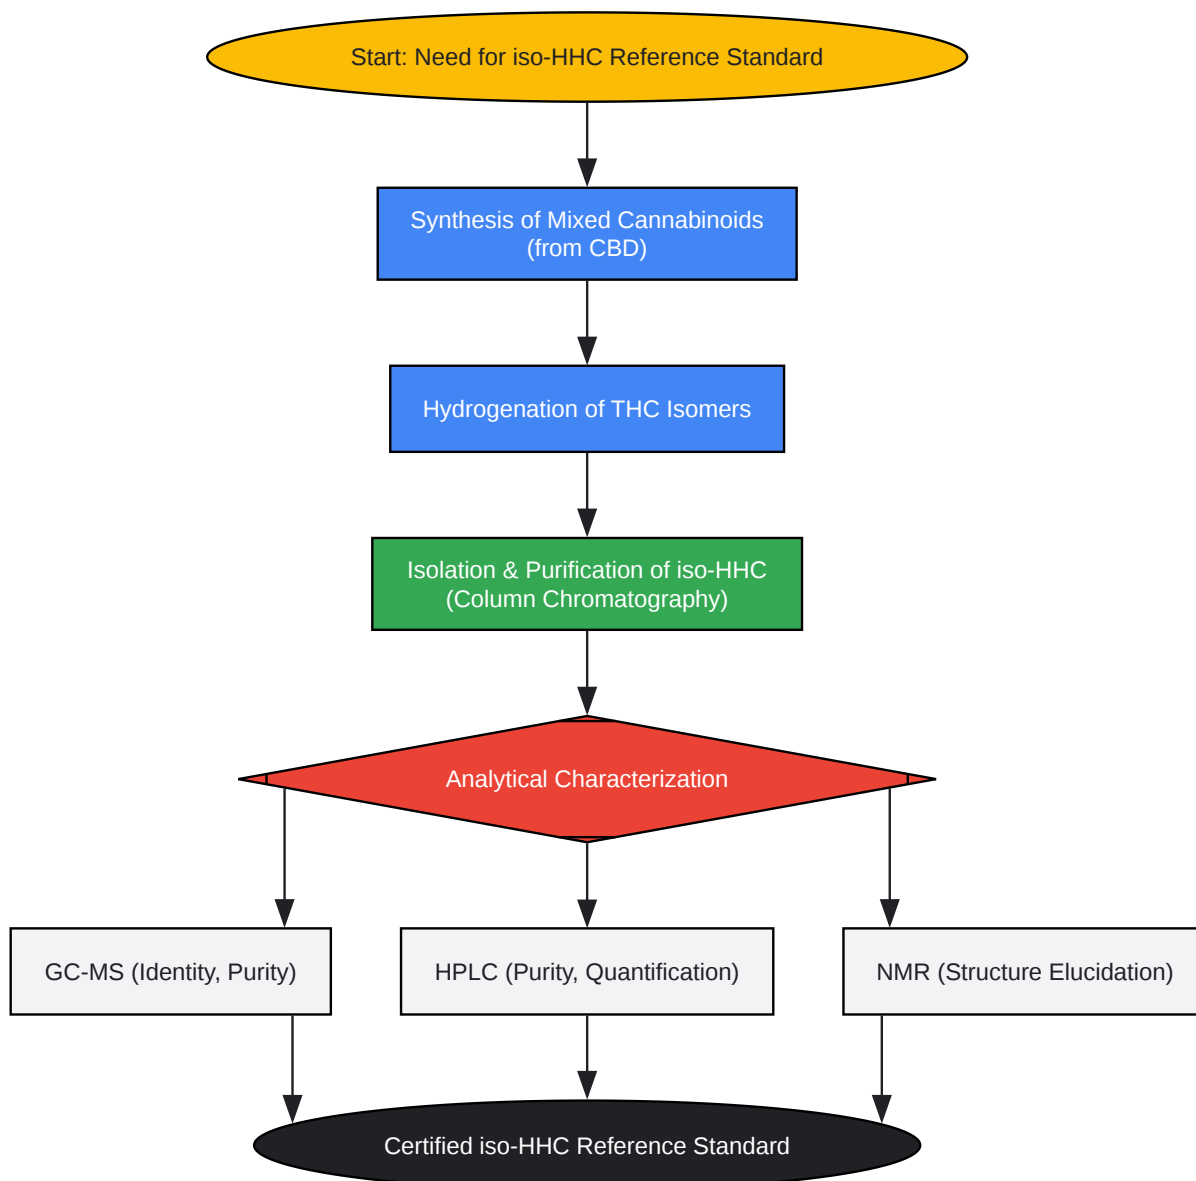 Start: Need for iso-HHC Reference Standard
Synthesis of Mixed Cannabinoids
(from CBD)
Hydrogenation of THC Isomers
Isolation & Purification of iso-HHC
(Column Chromatography)
Analytical Characterization
GC-MS (Identity, Purity)
HPLC (Purity, Quantification)
NMR (Structure Elucidation)
Certified iso-HHC Reference Standard